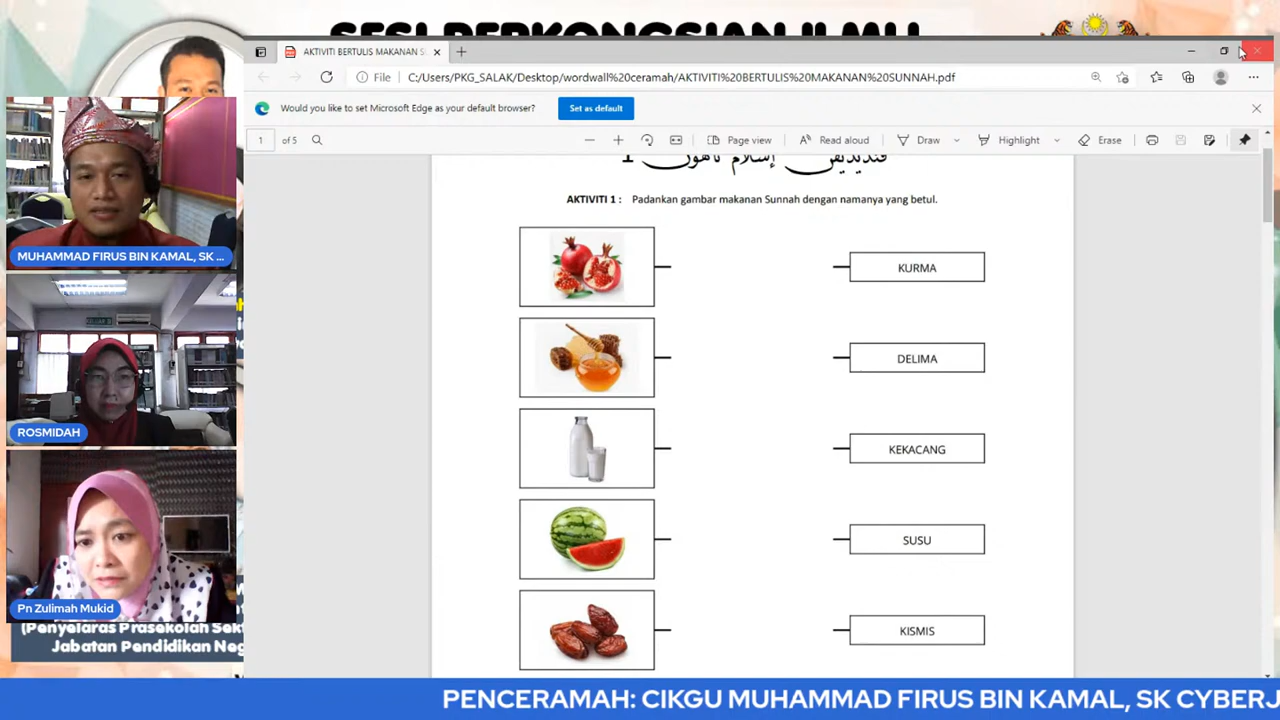 SESI PERKONGSIAN ILMU
AKTIVITI BERTULIS MAKANAN S
File
C:/Users/PKG_SALAK/Desktop/wordwall%20ceramah/AKTIVITI%20BERTULIS%20MAKANAN%20SUNNAH.pdf
Would you like to set Microsoft Edge as your default browser?
Set as default
1 of 5
Page view
Read aloud
Draw
Highlight
Erase
AKTIVITI 1 : Padankan gambar makanan Sunnah dengan namanya yang betul.
KURMA
DELIMA
KEKACANG
SUSU
KISMIS
MUHAMMAD FIRUS BIN KAMAL, SK ...
ROSMIDAH
Pn Zulimah Mukid
(Penyelaras Prasekolah Sekt
Jabatan Pendidikan Neg
PENCERAMAH: CIKGU MUHAMMAD FIRUS BIN KAMAL, SK CYBERJ